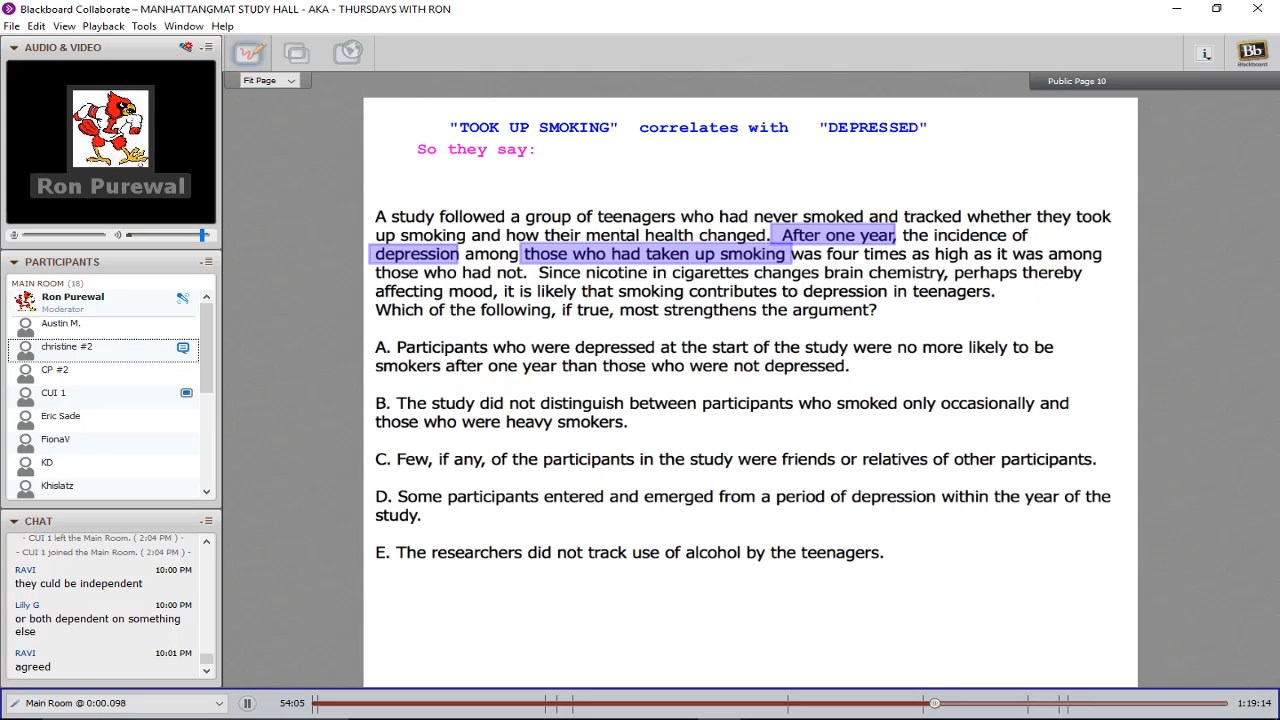 Blackboard Collaborate – MANHATTANGMAT STUDY HALL - AKA - THURSDAYS WITH RON
File Edit View Playback Tools Window Help
AUDIO & VIDEO
Ron Purewal
PARTICIPANTS
MAIN ROOM (18)
Ron Purewal
Moderator
Austin M.
christine #2
CP #2
CUI 1
Eric Sade
FionaV
KD
Khislatz
CHAT
- CUI 1 left the Main Room. ( 2:04 PM ) -
- CUI 1 joined the Main Room. ( 2:04 PM ) -
RAVI 10:00 PM
they culd be independent
Lilly G 10:00 PM
or both dependent on something
else
RAVI 10:01 PM
agreed
Fit Page
Public Page 10
Bb
Blackboard
"TOOK UP SMOKING" correlates with "DEPRESSED"
So they say:
A study followed a group of teenagers who had never smoked and tracked whether they took
up smoking and how their mental health changed. After one year, the incidence of
depression among those who had taken up smoking was four times as high as it was among
those who had not. Since nicotine in cigarettes changes brain chemistry, perhaps thereby
affecting mood, it is likely that smoking contributes to depression in teenagers.
Which of the following, if true, most strengthens the argument?
A. Participants who were depressed at the start of the study were no more likely to be
smokers after one year than those who were not depressed.
B. The study did not distinguish between participants who smoked only occasionally and
those who were heavy smokers.
C. Few, if any, of the participants in the study were friends or relatives of other participants.
D. Some participants entered and emerged from a period of depression within the year of the
study.
E. The researchers did not track use of alcohol by the teenagers.
Main Room @ 0:00.098
54:05
1:19:14